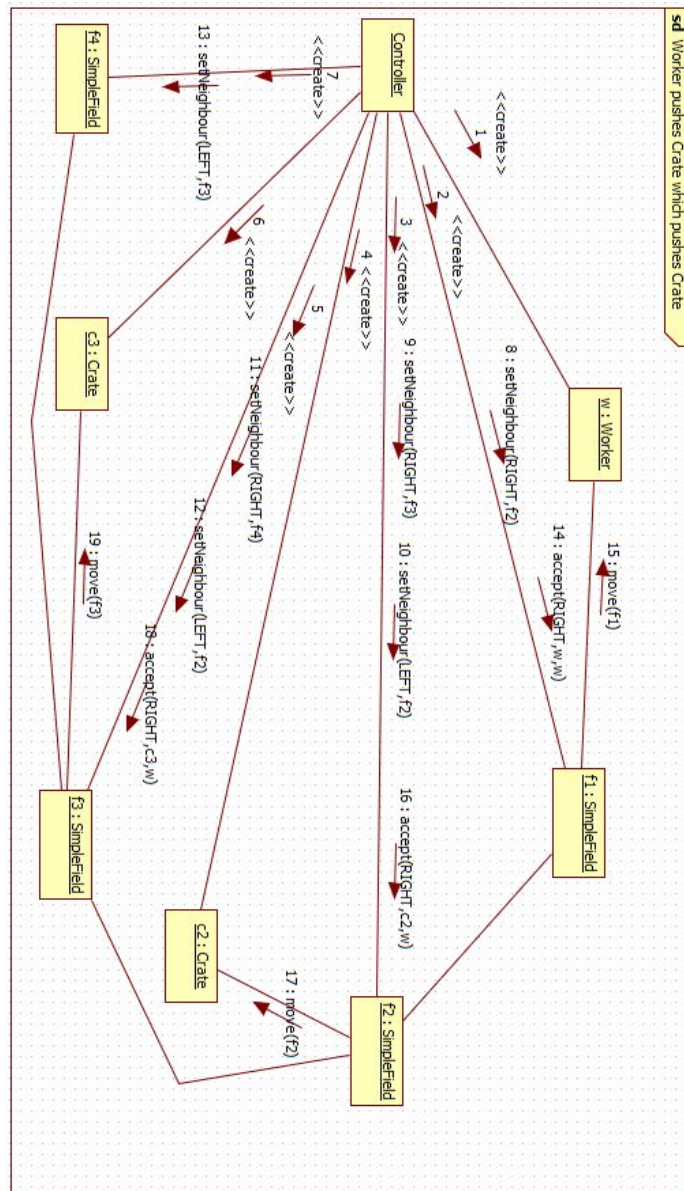 sd Worker pushes Crate which pushes Crate
Controller
w : Worker
f1 : SimpleField
f2 : SimpleField
c2 : Crate
f3 : SimpleField
c3 : Crate
f4 : SimpleField
1
<<create>>
2
<<create>>
3
<<create>>
4 <<create>>
5
<<create>>
6
<<create>>
7
<<create>>
8 : setNeighbour(RIGHT,f2)
9 : setNeighbour(RIGHT,f3)
10 : setNeighbour(LEFT,f2)
11 : setNeighbour(RIGHT,f4)
12 : setNeighbour(LEFT,f2)
13 : setNeighbour(LEFT,f3)
14 : accept(RIGHT,w,w)
15 : move(f1)
16 : accept(RIGHT,c2,w)
17 : move(f2)
18 : accept(RIGHT,c3,w)
19 : move(f3)